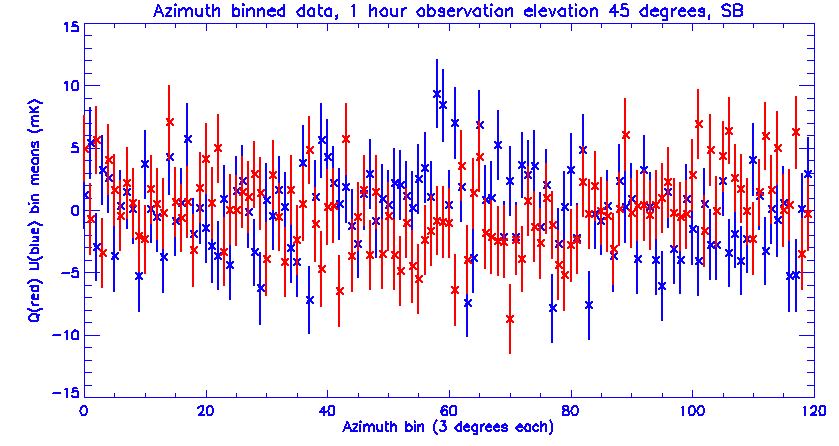 Azimuth binned data, 1 hour observation elevation 45 degrees, SB
15
10
5
0
−5
−10
−15
Q(red) U(blue) bin means (mK)
0 20 40 60 80 100 120
Azimuth bin (3 degrees each)